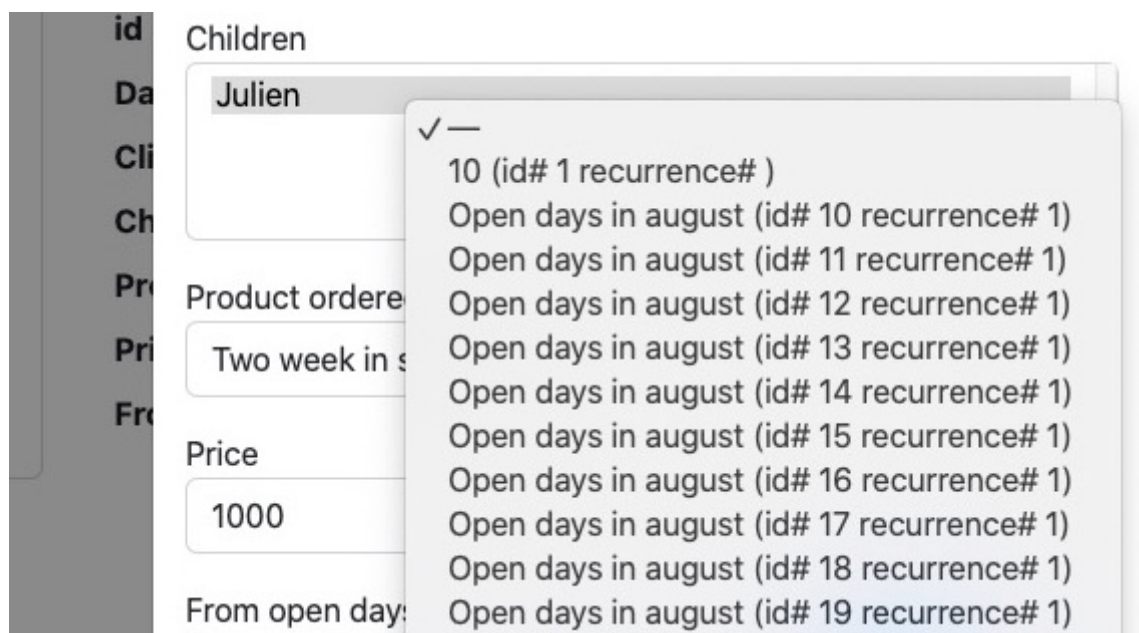 id
Da
Cli
Ch
Pr
Pri
Fro
Children
Julien
Product ordere
Two week in s
Price
1000
From open days
✓ —
10 (id# 1 recurrence# )
Open days in august (id# 10 recurrence# 1)
Open days in august (id# 11 recurrence# 1)
Open days in august (id# 12 recurrence# 1)
Open days in august (id# 13 recurrence# 1)
Open days in august (id# 14 recurrence# 1)
Open days in august (id# 15 recurrence# 1)
Open days in august (id# 16 recurrence# 1)
Open days in august (id# 17 recurrence# 1)
Open days in august (id# 18 recurrence# 1)
Open days in august (id# 19 recurrence# 1)